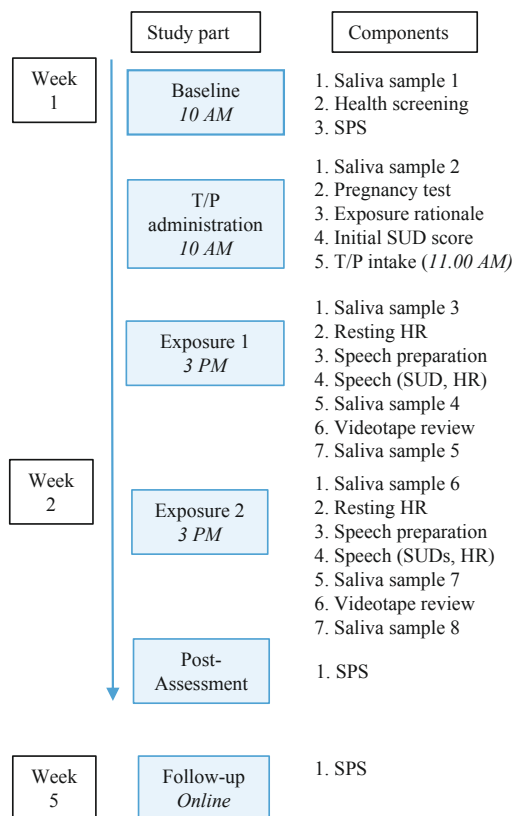 Study part
Components
Week
1
Baseline
10 AM
1. Saliva sample 1
2. Health screening
3. SPS
T/P
administration
10 AM
1. Saliva sample 2
2. Pregnancy test
3. Exposure rationale
4. Initial SUD score
5. T/P intake (11.00 AM)
Exposure 1
3 PM
1. Saliva sample 3
2. Resting HR
3. Speech preparation
4. Speech (SUD, HR)
5. Saliva sample 4
6. Videotape review
7. Saliva sample 5
Week
2
Exposure 2
3 PM
1. Saliva sample 6
2. Resting HR
3. Speech preparation
4. Speech (SUDs, HR)
5. Saliva sample 7
6. Videotape review
7. Saliva sample 8
Post-
Assessment
1. SPS
Week
5
Follow-up
Online
1. SPS